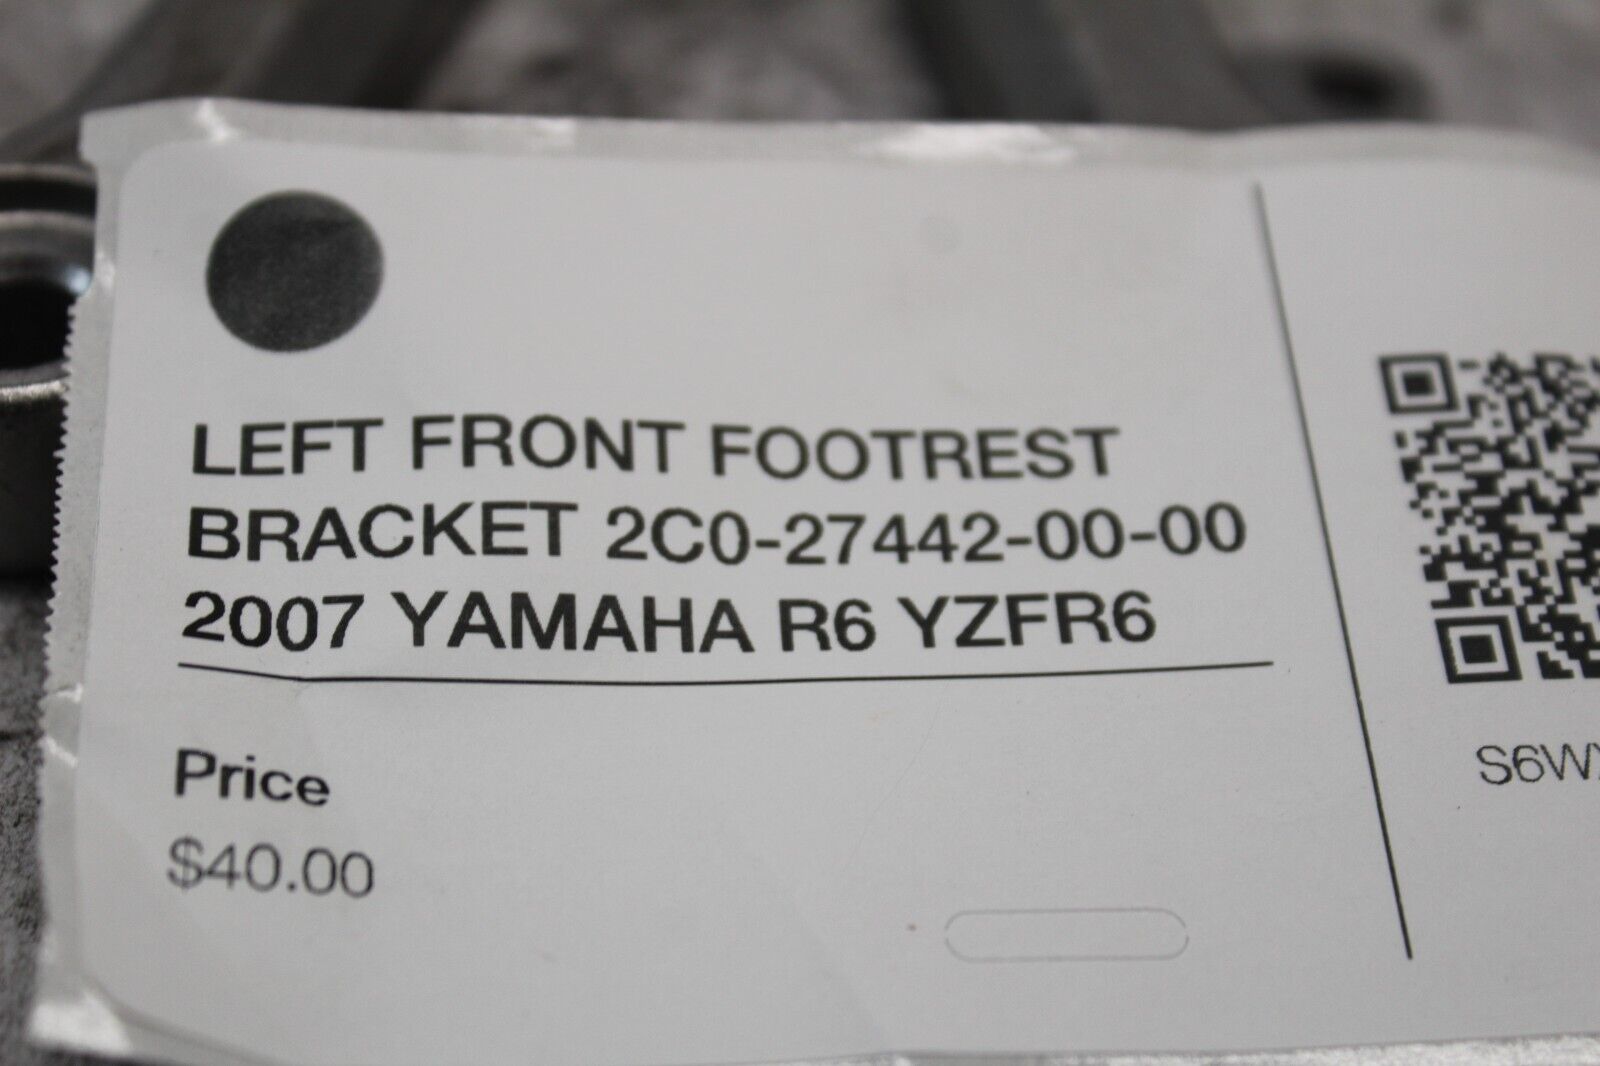 LEFT FRONT FOOTREST
BRACKET 2C0-27442-00-00
2007 YAMAHA R6 YZFR6
Price
$40.00